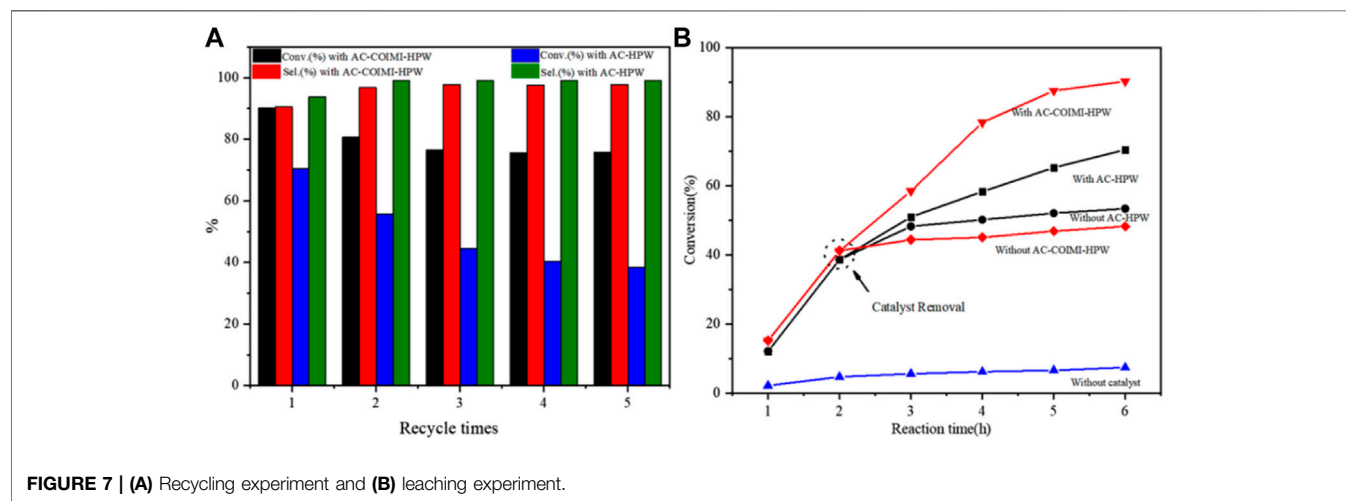 A
Conv.(%) with AC-COIMI-HPW
Sel.(%) with AC-COIMI-HPW
Conv.(%) with AC-HPW
Sel.(%) with AC-HPW
100
80
60
40
20
0
%
1 2 3 4 5
Recycle times
B
100
80
60
40
20
0
Conversion(%)
With AC-COIMI-HPW
With AC-HPW
Without AC-HPW
Without AC-COIMI-HPW
Catalyst Removal
Without catalyst
1 2 3 4 5 6
Reaction time(h)
FIGURE 7 | (A) Recycling experiment and (B) leaching experiment.